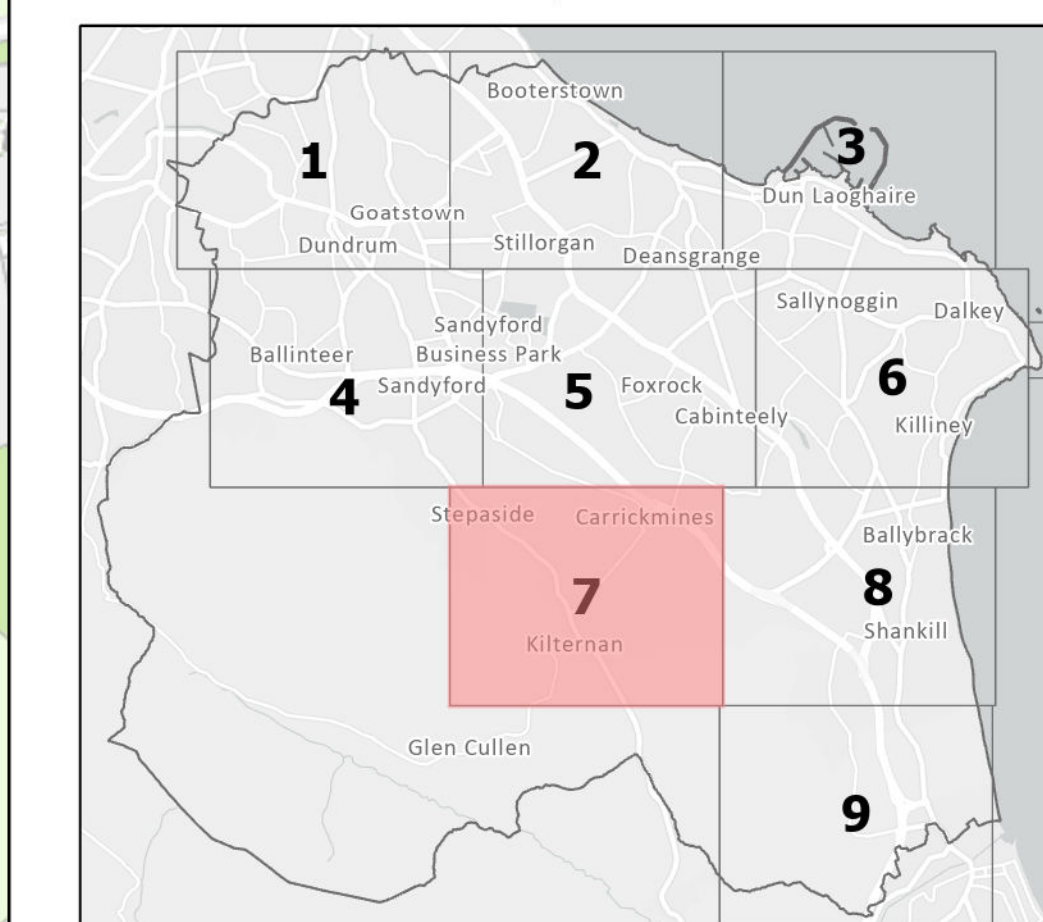 Booterstown
1
2
3
Dun Laoghaire
Goatstown
Dundrum
Stillorgan
Deansgrange
Sallynoggin
Dalkey
Sandyford
Business Park
Ballinteer
Sandyford
4
5
Foxrock
6
Cabinteely
Killiney
Stepaside
Carrickmines
Ballybrack
7
8
Shankill
Kilternan
Glen Cullen
9